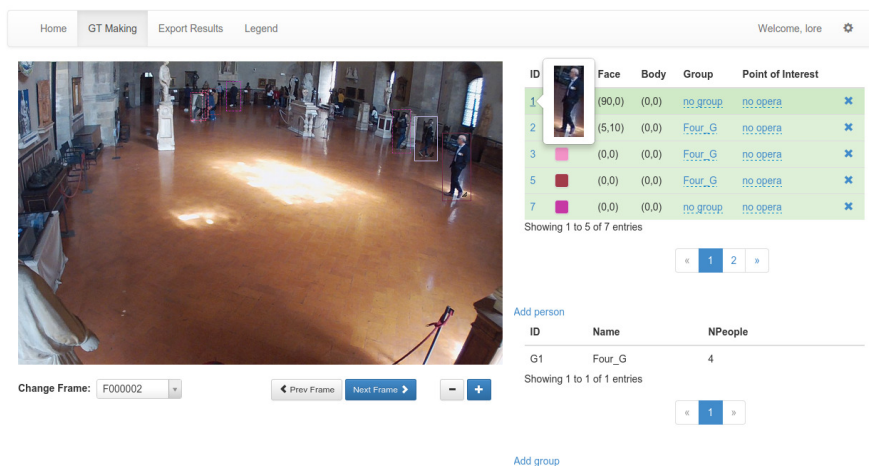 Home GT Making Export Results Legend Welcome, lore
ID Face Body Group Point of Interest
1 (90,0) (0,0) no group no opera
2 (5,10) (0,0) Four_G no opera
3 (0,0) (0,0) Four_G no opera
5 (0,0) (0,0) Four_G no opera
7 (0,0) (0,0) no group no opera
Showing 1 to 5 of 7 entries
« 1 2 »
Add person
ID Name NPeople
G1 Four_G 4
Showing 1 to 1 of 1 entries
« 1 »
Change Frame: F000002 Prev Frame Next Frame - +
Add group